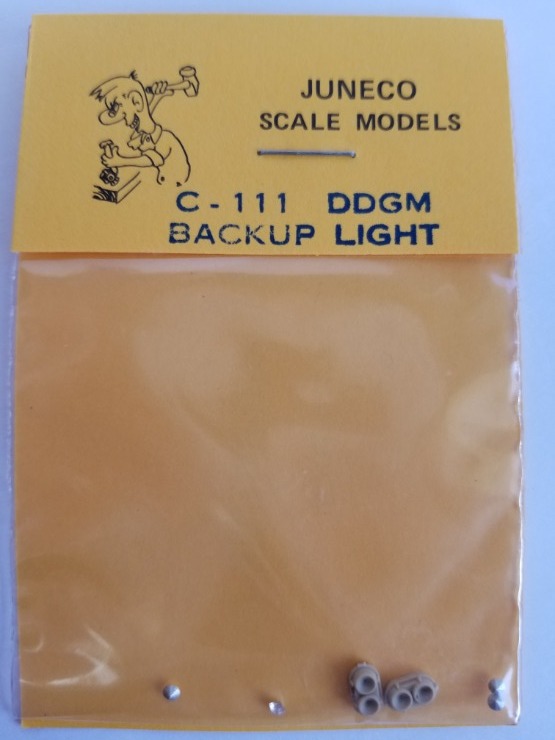 JUNECO
SCALE MODELS
C-111 DDGM
BACKUP LIGHT